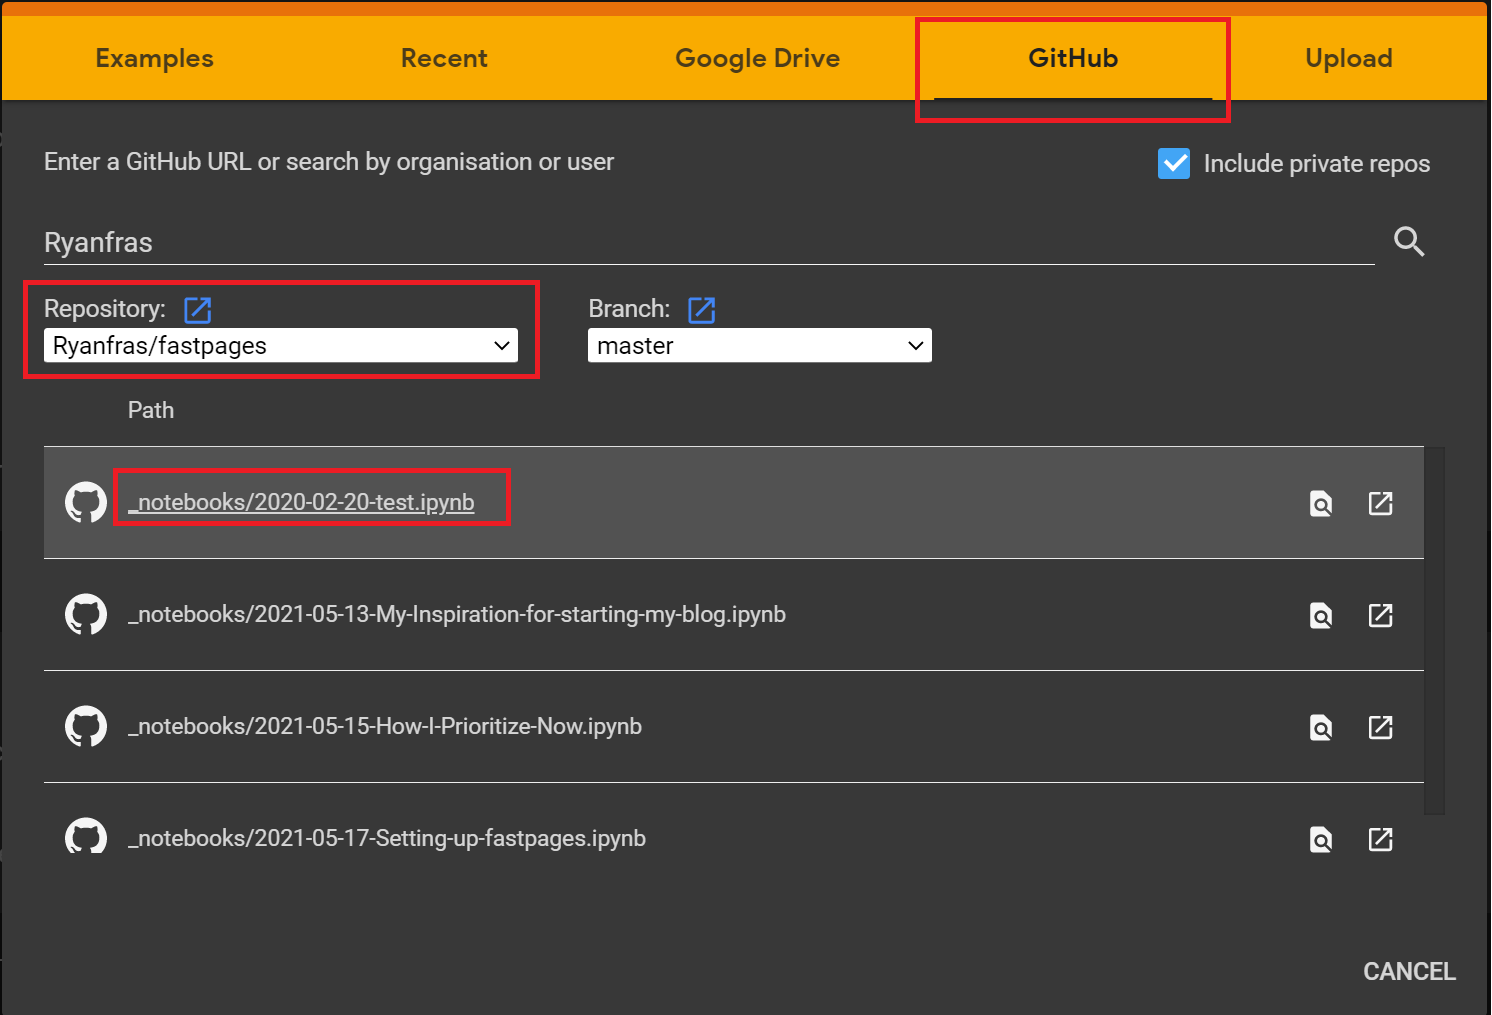 Examples Recent Google Drive GitHub Upload
Enter a GitHub URL or search by organisation or user
Include private repos
Ryanfras
Repository: Branch:
Ryanfras/fastpages master
Path
_notebooks/2020-02-20-test.ipynb
_notebooks/2021-05-13-My-Inspiration-for-starting-my-blog.ipynb
_notebooks/2021-05-15-How-I-Prioritize-Now.ipynb
_notebooks/2021-05-17-Setting-up-fastpages.ipynb
CANCEL